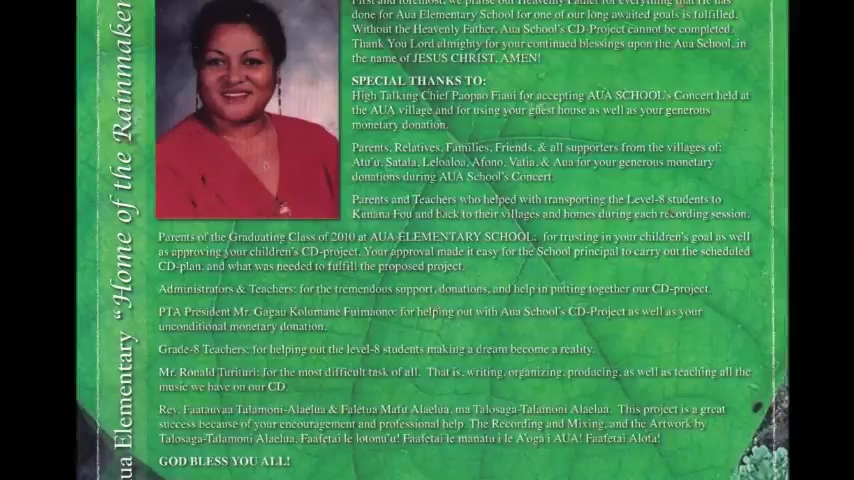 First and foremost, we praise our Heavenly Father for everything that He has
done for Aua Elementary School for one of our long awaited goals is fulfilled.
Without the Heavenly Father, Aua School's CD-Project cannot be completed.
Thank You Lord almighty for your continued blessings upon the Aua School, in
the name of JESUS CHRIST, AMEN!
SPECIAL THANKS TO:
High Talking Chief Paopao Fiaui for accepting AUA SCHOOL's Concert held at
the AUA village and for using your guest house as well as your generous
monetary donation.
Parents, Relatives, Families, Friends, & all supporters from the villages of:
Atu'u, Satala, Leloaloa, Afono, Vatia, & Aua for your generous monetary
donations during AUA School's Concert.
Parents and Teachers who helped with transporting the Level-8 students to
Kanana Fou and back to their villages and homes during each recording session.
Parents of the Graduating Class of 2010 at AUA ELEMENTARY SCHOOL: for trusting in your children's goal as well
as approving your children's CD-project. Your approval made it easy for the School principal to carry out the scheduled
CD-plan, and what was needed to fulfill the proposed project.
Administrators & Teachers: for the tremendous support, donations, and help in putting together our CD-project.
PTA President Mr. Gagau Kolumane Fuimaono: for helping out with Aua School's CD-Project as well as your
unconditional monetary donation.
Grade-8 Teachers: for helping out the level-8 students making a dream become a reality.
Mr. Ronald Turituri: for the most difficult task of all. That is, writing, organizing, producing, as well as teaching all the
music we have on our CD.
Rev. Faatauvaa Talamoni-Alaelua & Faletua Mafu Alaelua, ma Talosaga-Talamoni Alaelua. This project is a great
success because of your encouragement and professional help. The Recording and Mixing, and the Artwork by
Talosaga-Talamoni Alaelua. Faafetai le lotonu'u! Faafetai le manatu i le A'oga i AUA! Faafetai Alofa!
GOD BLESS YOU ALL!
ua Elementary "Home of the Rainmaker